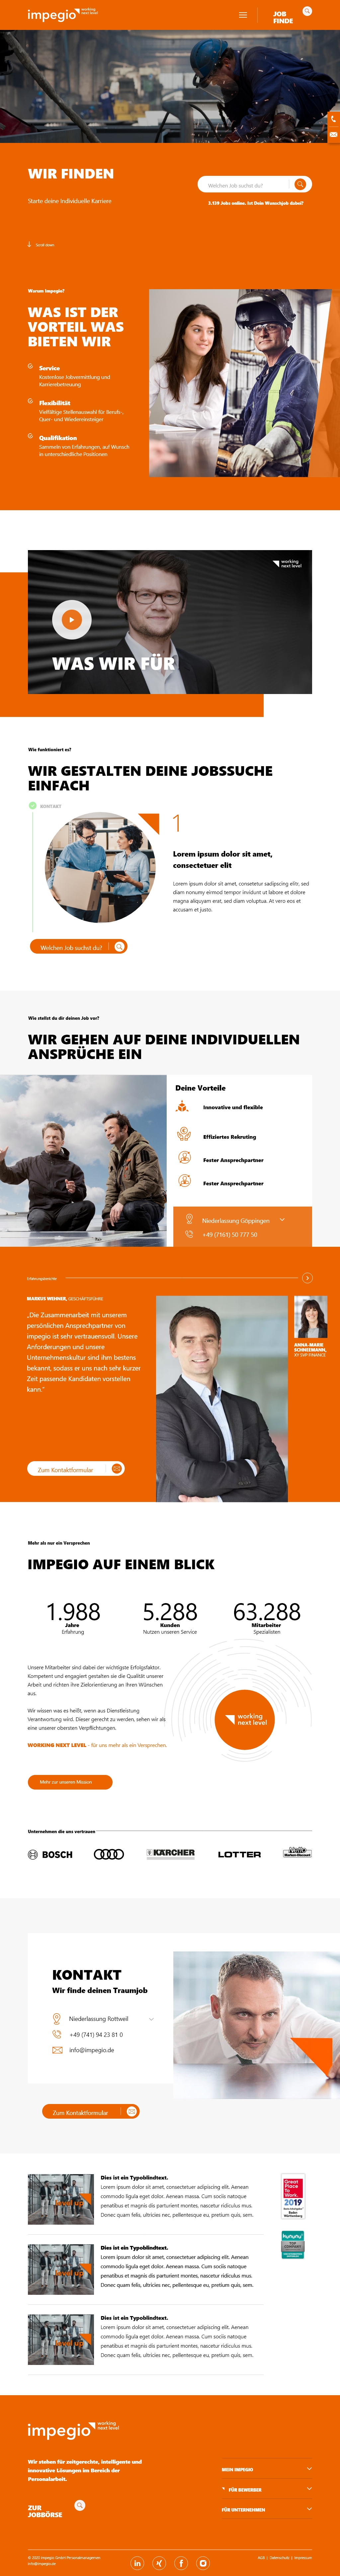 impegio working
next level
JOB
FINDE
WIR FINDEN
Starte deine individuelle Karriere
Welchen Job suchst du?
3.159 Jobs online. Ist Dein Wunschjob dabei?
Scroll down
Warum impegio?
WAS IST DER
VORTEIL WAS
BIETEN WIR
Service
Kostenlose Jobvermittlung und
Karrierebetreuung
Flexibilität
Vielfältige Stellenauswahl für Berufs-,
Quer- und Wiedereinsteiger
Qualifikation
Sammeln von Erfahrungen, auf Wunsch
in unterschiedliche Positionen
working
next level
WAS WIR FÜR
Wie funktioniert es?
WIR GESTALTEN DEINE JOBSSUCHE
EINFACH
KONTAKT
1
Lorem ipsum dolor sit amet,
consectetuer elit
Lorem ipsum dolor sit amet, consetetur sadipscing elitr, sed
diam nonumy eirmod tempor invidunt ut labore et dolore
magna aliquyam erat, sed diam voluptua. At vero eos et
accusam et justo.
Welchen Job suchst du?
Wie stellst du dir deinen Job vor?
WIR GEHEN AUF DEINE INDIVIDUELLEN
ANSPRÜCHE EIN
Deine Vorteile
Innovative und flexible
Effiziertes Rekruting
Fester Ansprechpartner
Fester Ansprechpartner
Niederlassung Göppingen
+49 (7161) 50 777 50
Erfahrungsberichte
MARKUS WEHNER, GESCHÄFTSFÜHRE
„Die Zusammenarbeit mit unserem
persönlichen Ansprechpartner von
impegio ist sehr vertrauensvoll. Unsere
Anforderungen und unsere
Unternehmenskultur sind ihm bestens
bekannt, sodass er uns nach sehr kurzer
Zeit passende Kandidaten vorstellen
kann."
ANNA-MARIE
SCHNEEMANN,
XY SVP FINANCE
Zum Kontaktformular
Mehr als nur ein Versprechen
IMPEGIO AUF EINEM BLICK
1.988
Jahre
Erfahrung
5.288
Kunden
Nutzen unseren Service
63.288
Mitarbeiter
Spezialisten
Unsere Mitarbeiter sind dabei der wichtigste Erfolgsfaktor.
Kompetent und engagiert gestalten sie die Qualität unserer
Arbeit und richten ihre Zielorientierung an Ihren Wünschen
aus.
Wir wissen was es heißt, wenn aus Dienstleistung
Verantwortung wird. Dieser gerecht zu werden, sehen wir als
eine unserer obersten Verpflichtungen.
WORKING NEXT LEVEL - für uns mehr als ein Versprechen.
working
next level
Mehr zur unseren Mission
Unternehmen die uns vertrauen
BOSCH
KÄRCHER
LOTTER
KONTAKT
Wir finden deinen Traumjob
Niederlassung Rottweil
+49 (741) 94 23 81 0
info@impegio.de
Zum Kontaktformular
Dies ist ein Typoblindtext.
Lorem ipsum dolor sit amet, consectetuer adipiscing elit. Aenean
commodo ligula eget dolor. Aenean massa. Cum sociis natoque
penatibus et magnis dis parturient montes, nascetur ridiculus mus.
Donec quam felis, ultricies nec, pellentesque eu, pretium quis, sem.
Great
Place
To
Work.
2019
Baden-
Württemberg
kununu
TOP
COMPANY
Dies ist ein Typoblindtext.
Lorem ipsum dolor sit amet, consectetuer adipiscing elit. Aenean
commodo ligula eget dolor. Aenean massa. Cum sociis natoque
penatibus et magnis dis parturient montes, nascetur ridiculus mus.
Donec quam felis, ultricies nec, pellentesque eu, pretium quis, sem.
Dies ist ein Typoblindtext.
Lorem ipsum dolor sit amet, consectetuer adipiscing elit. Aenean
commodo ligula eget dolor. Aenean massa. Cum sociis natoque
penatibus et magnis dis parturient montes, nascetur ridiculus mus.
Donec quam felis, ultricies nec, pellentesque eu, pretium quis, sem.
impegio working
next level
Wir stehen für zeitgerechte, intelligente und
innovative Lösungen im Bereich der
Personalarbeit.
ZUR
JOBBÖRSE
MEIN IMPEGIO
FÜR BEWERBER
FÜR UNTERNEHMEN
© 2020 impegio GmbH Personalmanagement
info@impegio.de
AGB | Datenschutz | Impressum